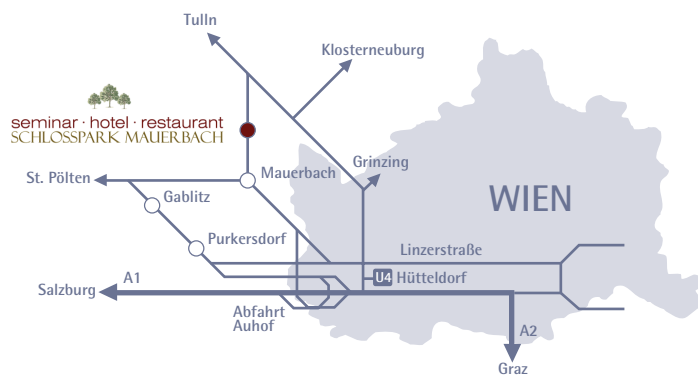 Tulln
Klosterneuburg
seminar · hotel · restaurant
SCHLOSSPARK MAUERBACH
Grinzing
St. Pölten
Mauerbach
Gablitz
WIEN
Purkersdorf
Linzerstraße
A1
U4 Hütteldorf
Salzburg
Abfahrt
Auhof
A2
Graz